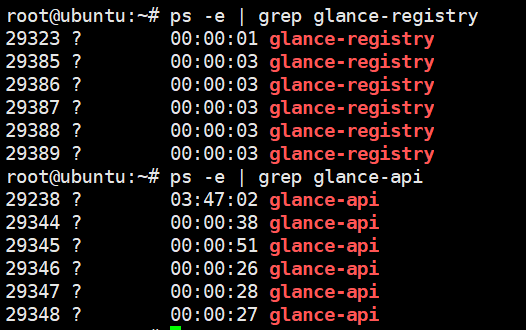 root@ubuntu:~# ps -e | grep glance-registry
29323 ?        00:00:01 glance-registry
29385 ?        00:00:03 glance-registry
29386 ?        00:00:03 glance-registry
29387 ?        00:00:03 glance-registry
29388 ?        00:00:03 glance-registry
29389 ?        00:00:03 glance-registry
root@ubuntu:~# ps -e | grep glance-api
29238 ?        03:47:02 glance-api
29344 ?        00:00:38 glance-api
29345 ?        00:00:51 glance-api
29346 ?        00:00:26 glance-api
29347 ?        00:00:28 glance-api
29348 ?        00:00:27 glance-api